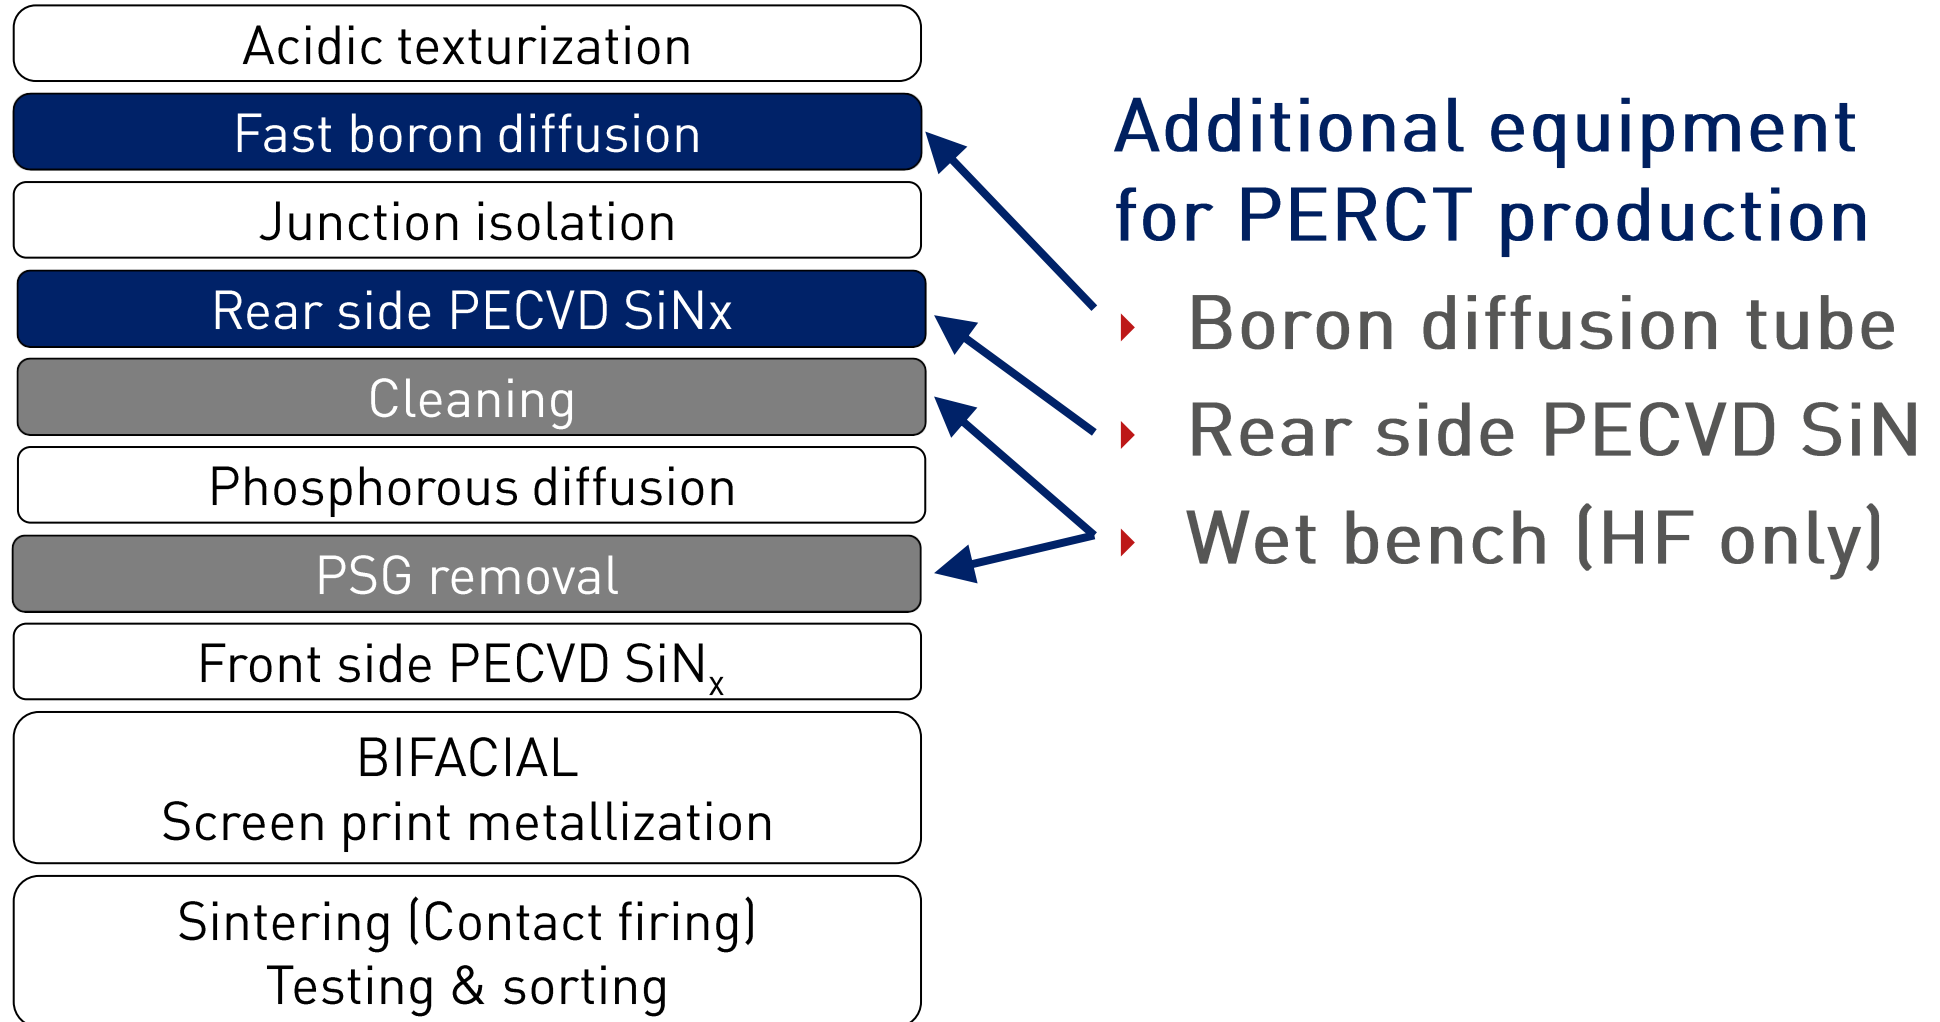 Acidic texturization
Fast boron diffusion
Junction isolation
Rear side PECVD SiNx
Cleaning
Phosphorous diffusion
PSG removal
Front side PECVD SiNₓ
BIFACIAL
Screen print metallization
Sintering (Contact firing)
Testing & sorting
Additional equipment
for PERCT production
Boron diffusion tube
Rear side PECVD SiN
Wet bench (HF only)